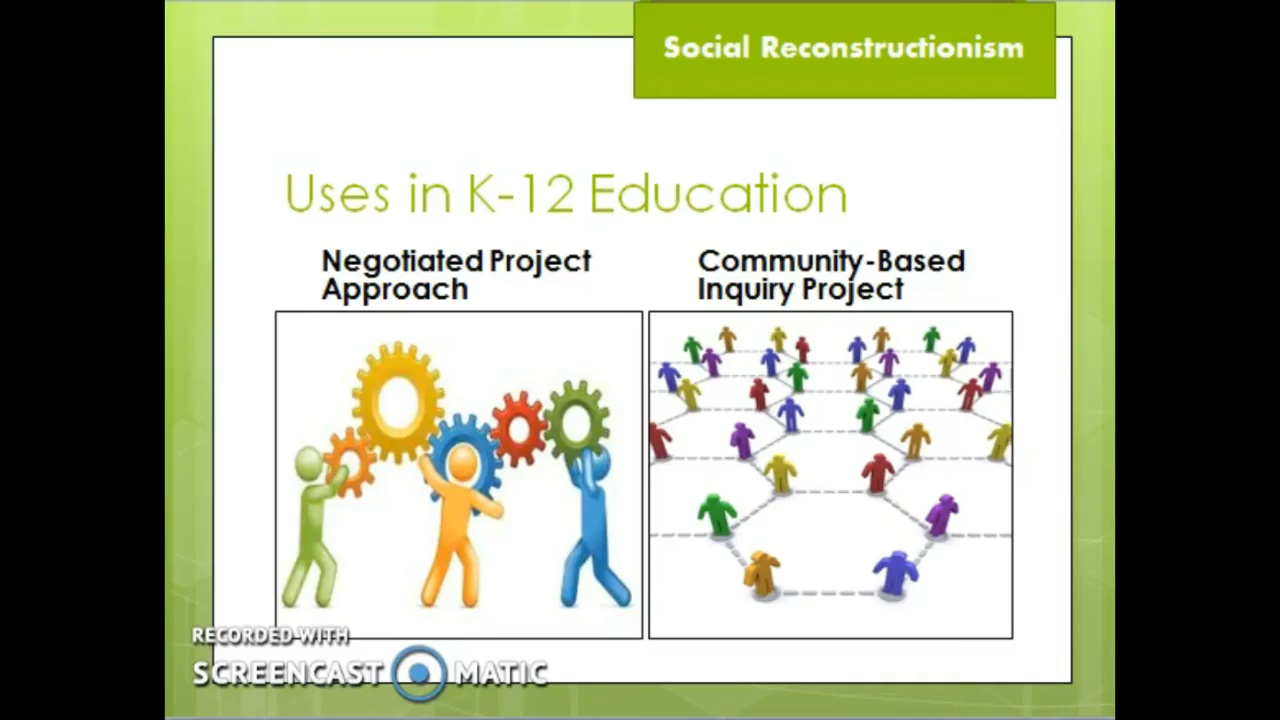 Social Reconstructionism
Uses in K-12 Education
Negotiated Project
Approach
Community-Based
Inquiry Project
RECORDED WITH
SCREENCAST MATIC